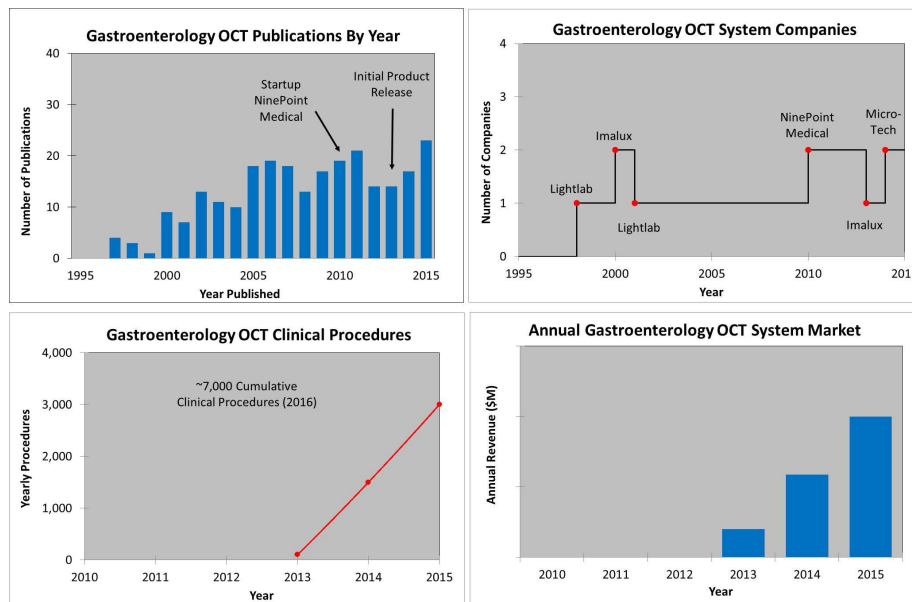 Gastroenterology OCT Publications By Year
40
30
20
10
0
Number of Publications
Startup
NinePoint
Medical
Initial Product
Release
1995
2000
2005
2010
2015
Year Published
Gastroenterology OCT System Companies
4
3
2
1
0
Number of Companies
Lightlab
Imalux
Lightlab
NinePoint
Medical
Micro-
Tech
Imalux
1995
2000
2005
2010
201
Year
Gastroenterology OCT Clinical Procedures
4,000
3,000
2,000
1,000
0
Yearly Procedures
~7,000 Cumulative
Clinical Procedures (2016)
2010
2011
2012
2013
2014
2015
Year
Annual Gastroenterology OCT System Market
Annual Revenue ($M)
2010
2011
2012
2013
2014
2015
Year